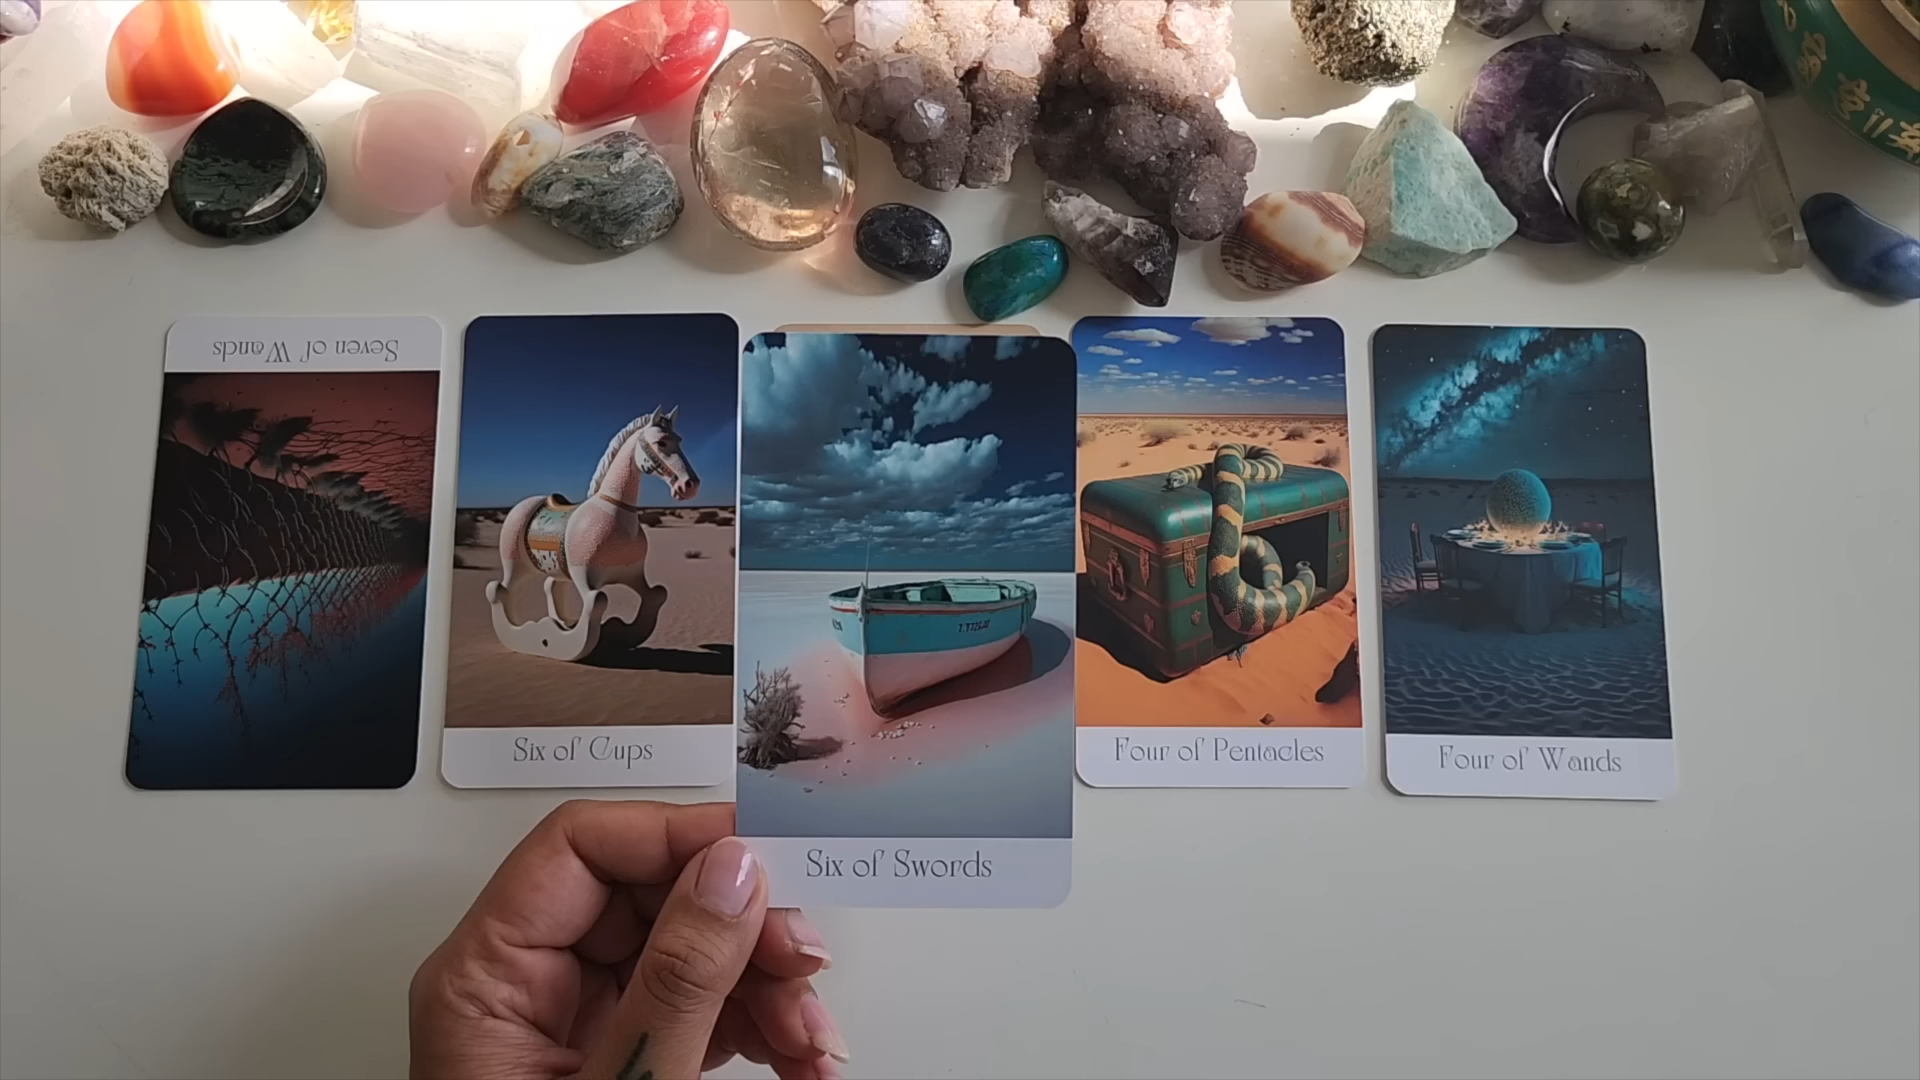 Seven of Wands
Six of Cups
Six of Swords
Four of Pentacles
Four of Wands